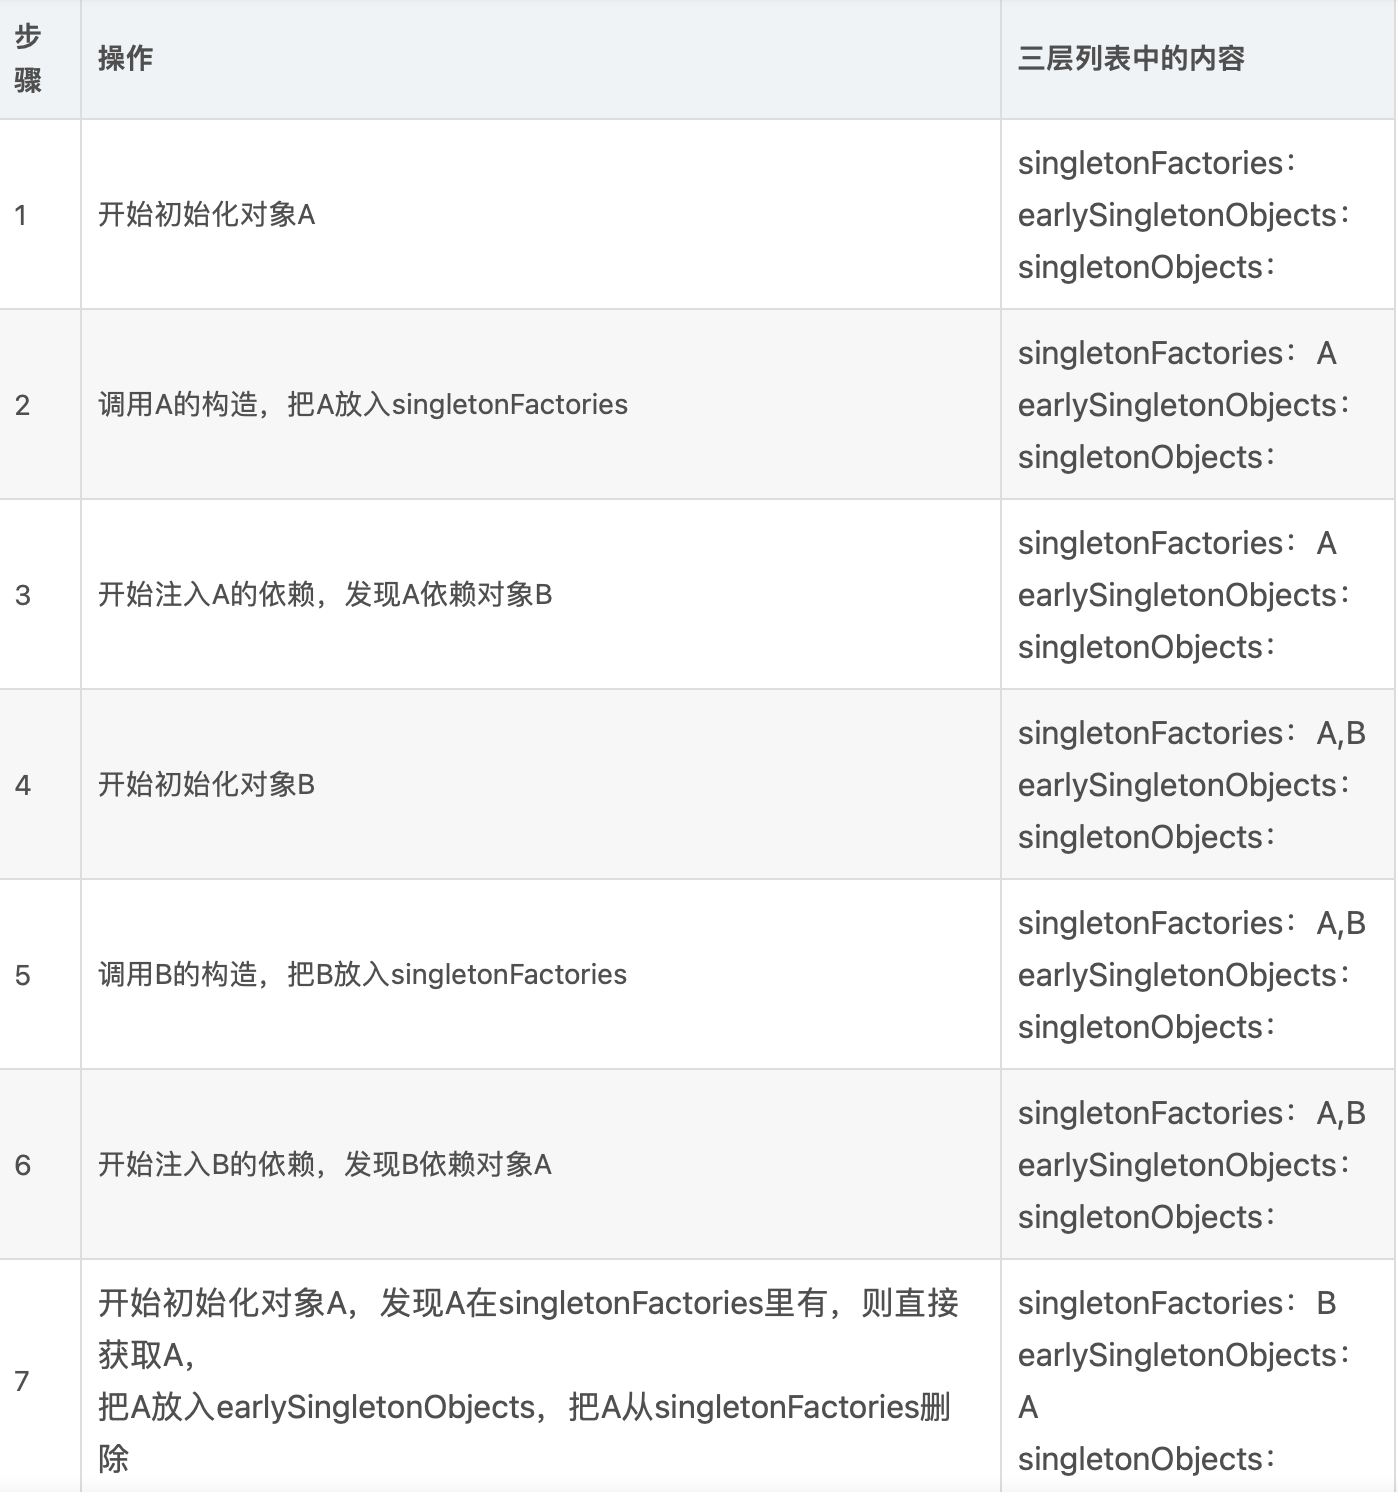 步
骤
操作
三层列表中的内容
1
开始初始化对象A
singletonFactories：
earlySingletonObjects：
singletonObjects：
2
调用A的构造，把A放入singletonFactories
singletonFactories： A
earlySingletonObjects：
singletonObjects：
3
开始注入A的依赖，发现A依赖对象B
singletonFactories： A
earlySingletonObjects：
singletonObjects：
4
开始初始化对象B
singletonFactories： A,B
earlySingletonObjects：
singletonObjects：
5
调用B的构造，把B放入singletonFactories
singletonFactories： A,B
earlySingletonObjects：
singletonObjects：
6
开始注入B的依赖，发现B依赖对象A
singletonFactories： A,B
earlySingletonObjects：
singletonObjects：
7
开始初始化对象A，发现A在singletonFactories里有，则直接
获取A，
把A放入earlySingletonObjects，把A从singletonFactories删
除
singletonFactories： B
earlySingletonObjects：
A
singletonObjects：